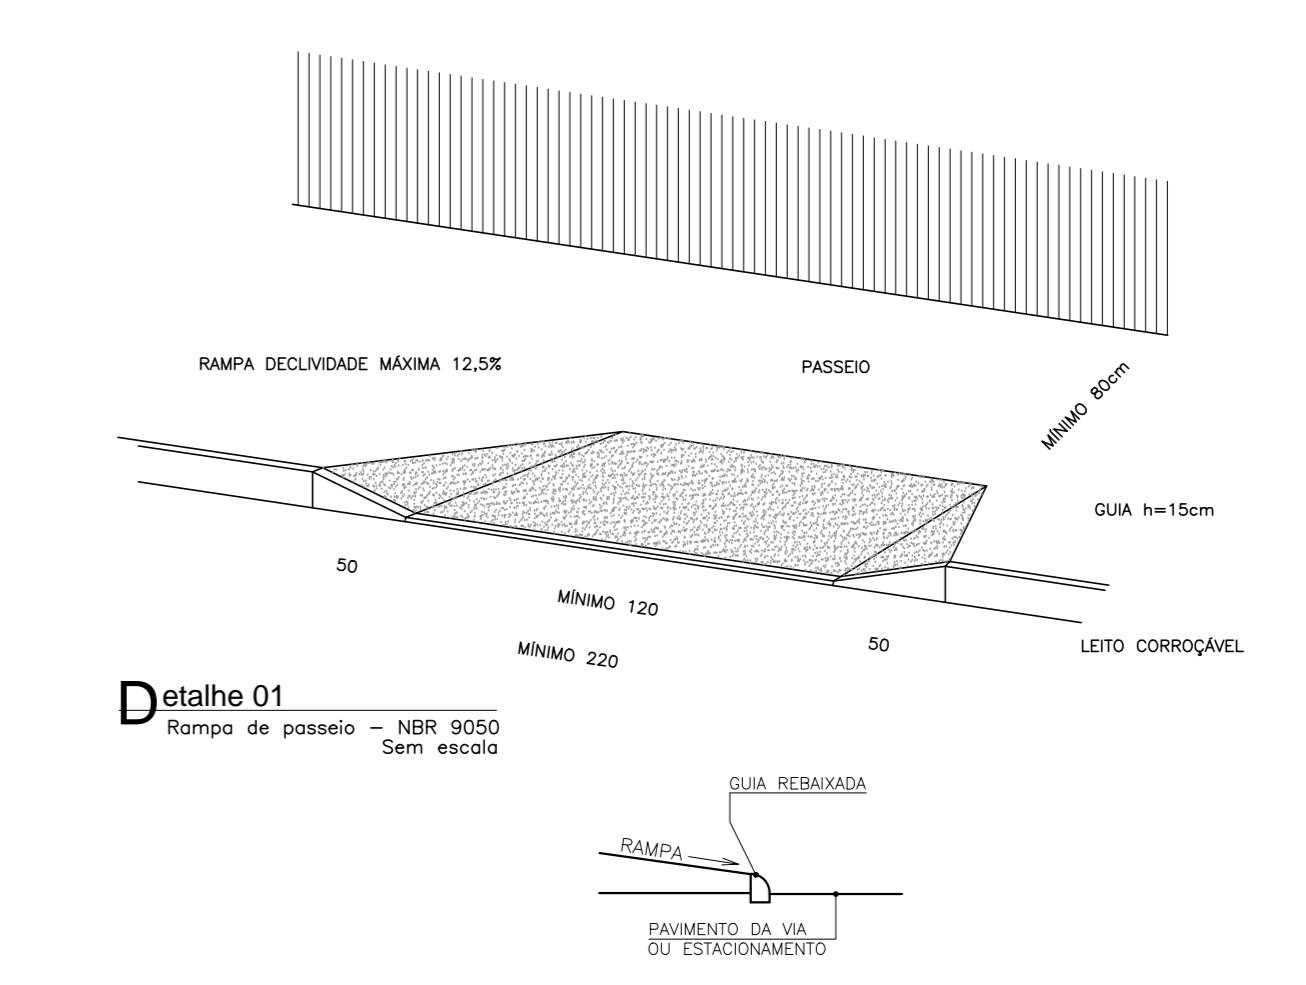 RAMPA DECLIVIDADE MÁXIMA 12,5%
PASSEIO
MÍNIMO 80cm
GUIA h=15cm
50
MÍNIMO 120
50
MÍNIMO 220
LEITO CORROÇÁVEL
Detalhe 01
Rampa de passeio – NBR 9050
Sem escala
GUIA REBAIXADA
RAMPA
PAVIMENTO DA VIA
OU ESTACIONAMENTO